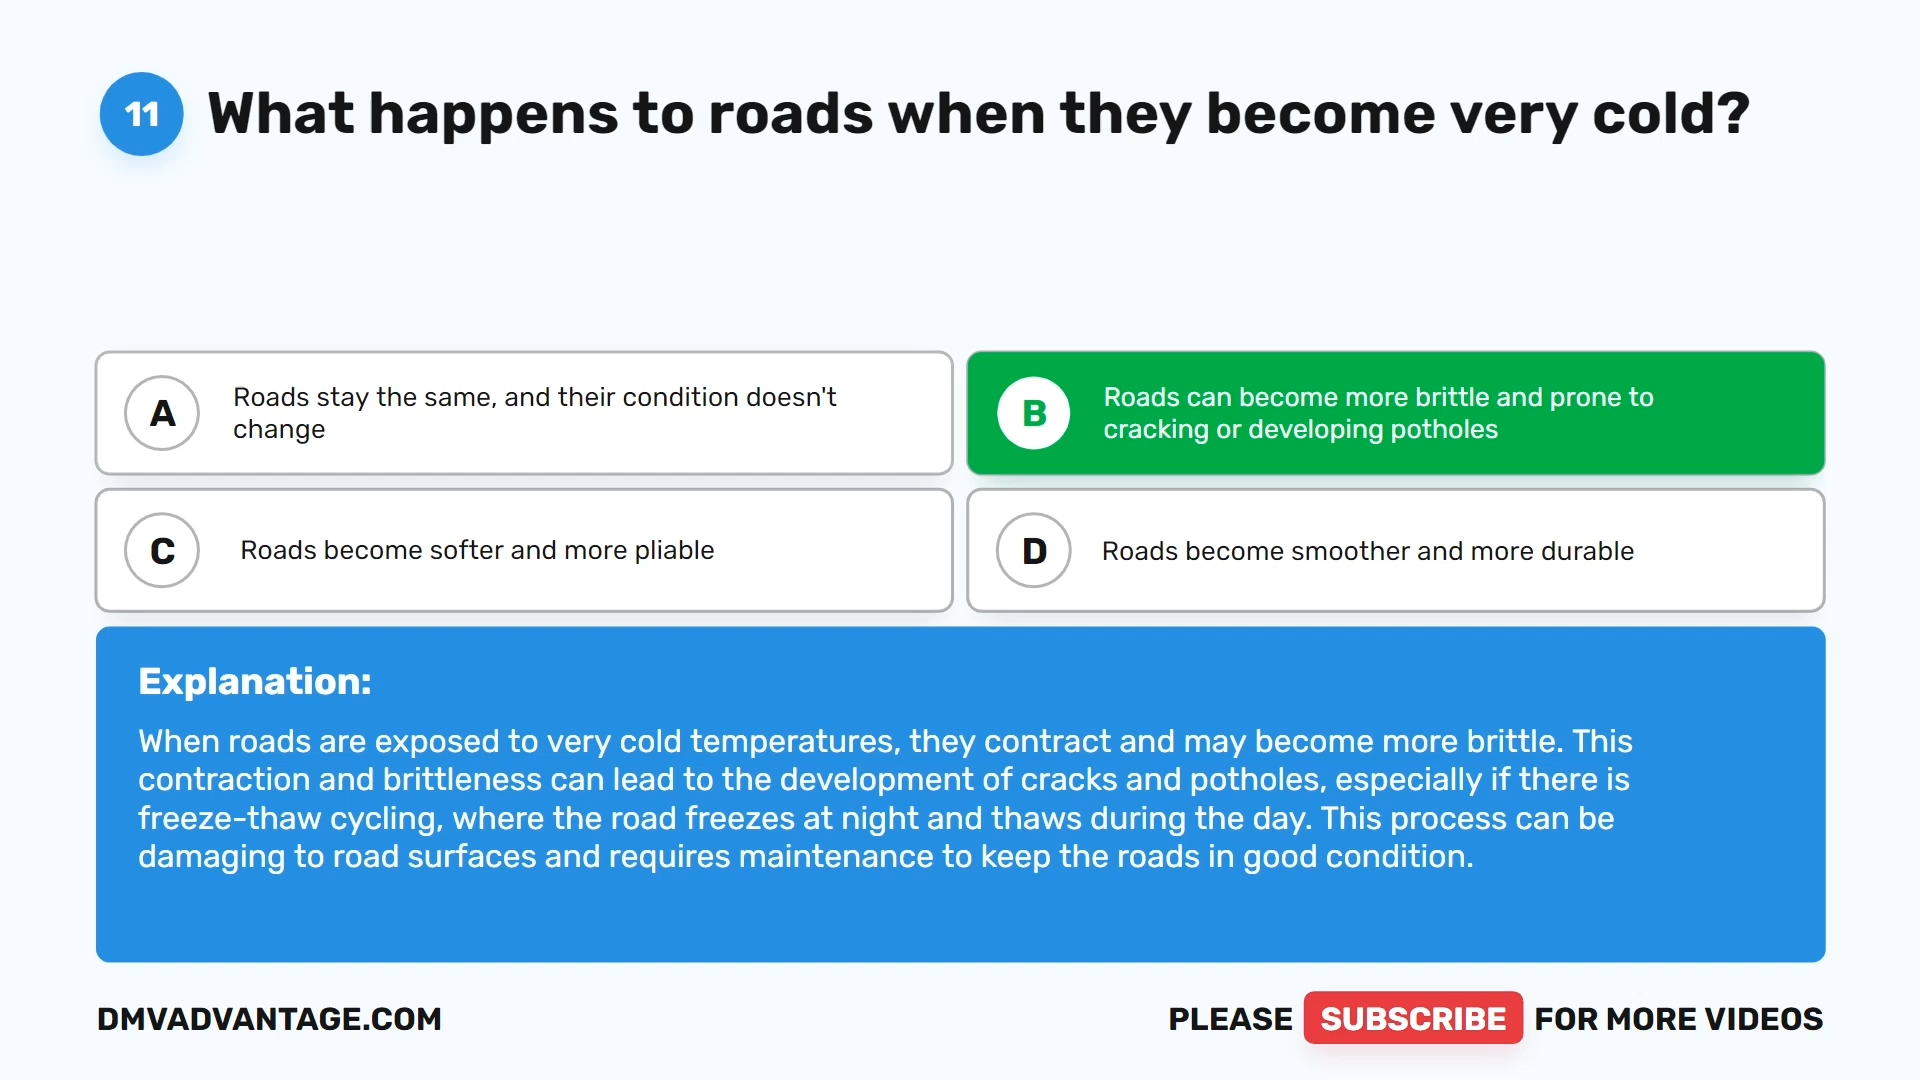 11 What happens to roads when they become very cold?
A Roads stay the same, and their condition doesn't
change
B Roads can become more brittle and prone to
cracking or developing potholes
C Roads become softer and more pliable
D Roads become smoother and more durable
Explanation:
When roads are exposed to very cold temperatures, they contract and may become more brittle. This
contraction and brittleness can lead to the development of cracks and potholes, especially if there is
freeze-thaw cycling, where the road freezes at night and thaws during the day. This process can be
damaging to road surfaces and requires maintenance to keep the roads in good condition.
DMVADVANTAGE.COM
PLEASE SUBSCRIBE FOR MORE VIDEOS